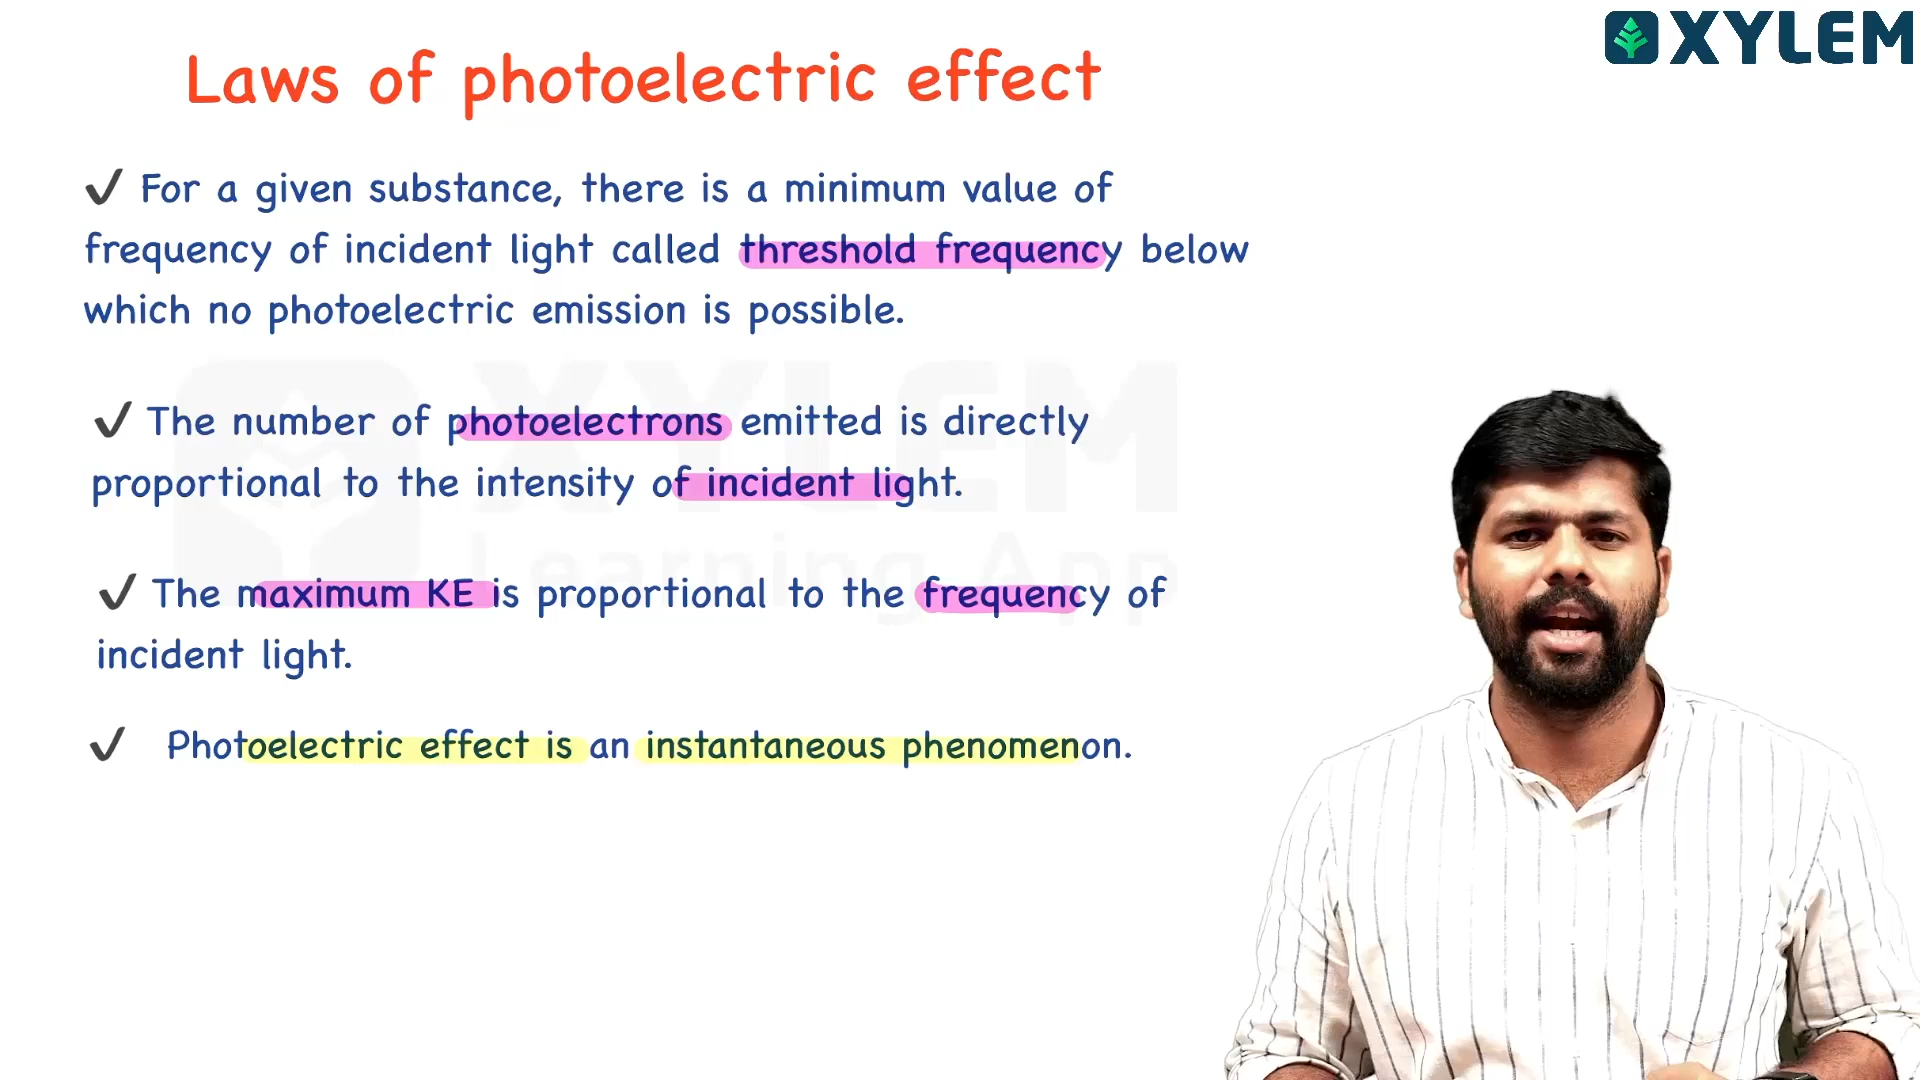 XYLEM
Laws of photoelectric effect
✓ For a given substance, there is a minimum value of
frequency of incident light called threshold frequency below
which no photoelectric emission is possible.
✓ The number of photoelectrons emitted is directly
proportional to the intensity of incident light.
✓ The maximum KE is proportional to the frequency of
incident light.
✓ Photoelectric effect is an instantaneous phenomenon.
XYLEM
Learning App